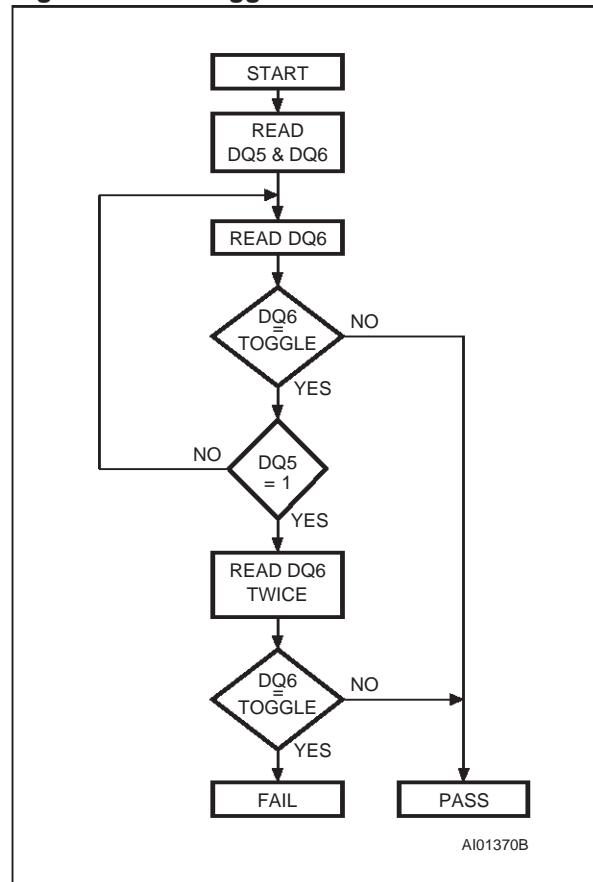 START
READ
DQ5 & DQ6
READ DQ6
DQ6
=
TOGGLE
NO
YES
NO
DQ5
= 1
YES
READ DQ6
TWICE
DQ6
=
TOGGLE
NO
YES
FAIL
PASS
AI01370B